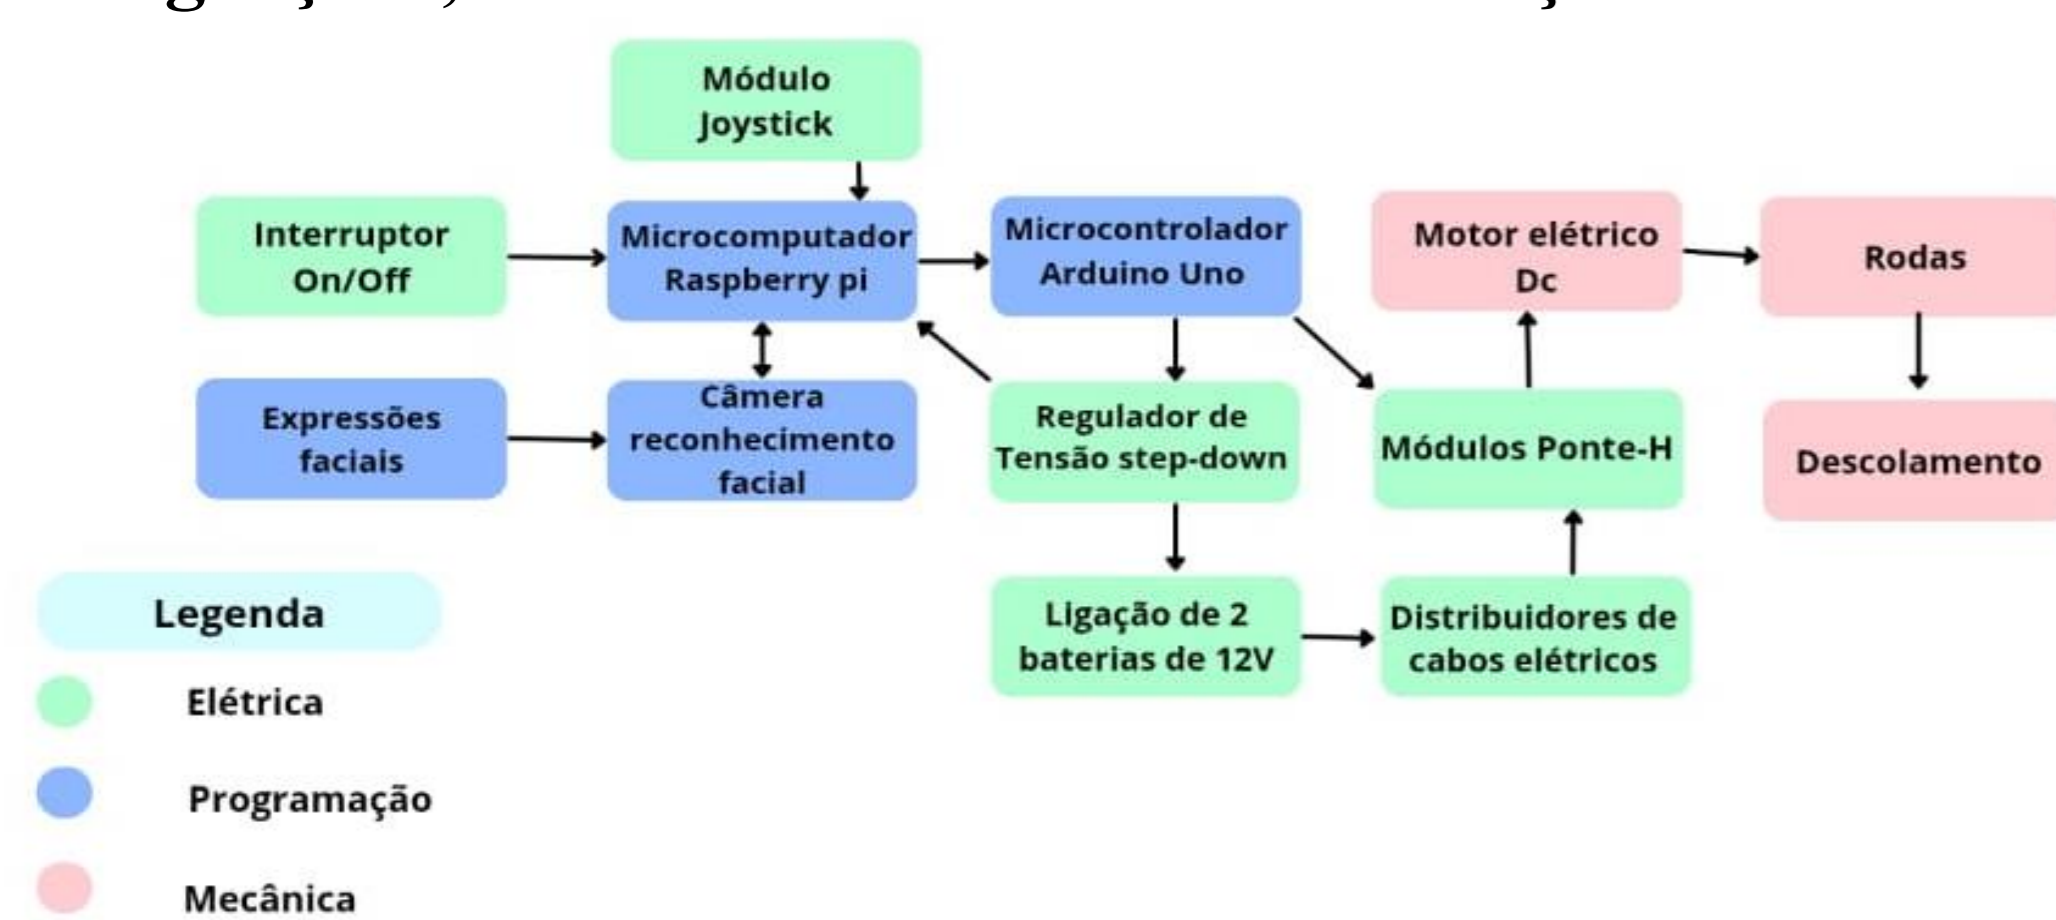 Módulo
Joystick
Interruptor
On/Off
Microcomputador
Raspberry pi
Microcontrolador
Arduino Uno
Motor elétrico
Dc
Rodas
Expressões
faciais
Câmera
reconhecimento
facial
Regulador de
Tensão step-down
Módulos Ponte-H
Descolamento
Ligação de 2
baterias de 12V
Distribuidores de
cabos elétricos
Legenda
Elétrica
Programação
Mecânica